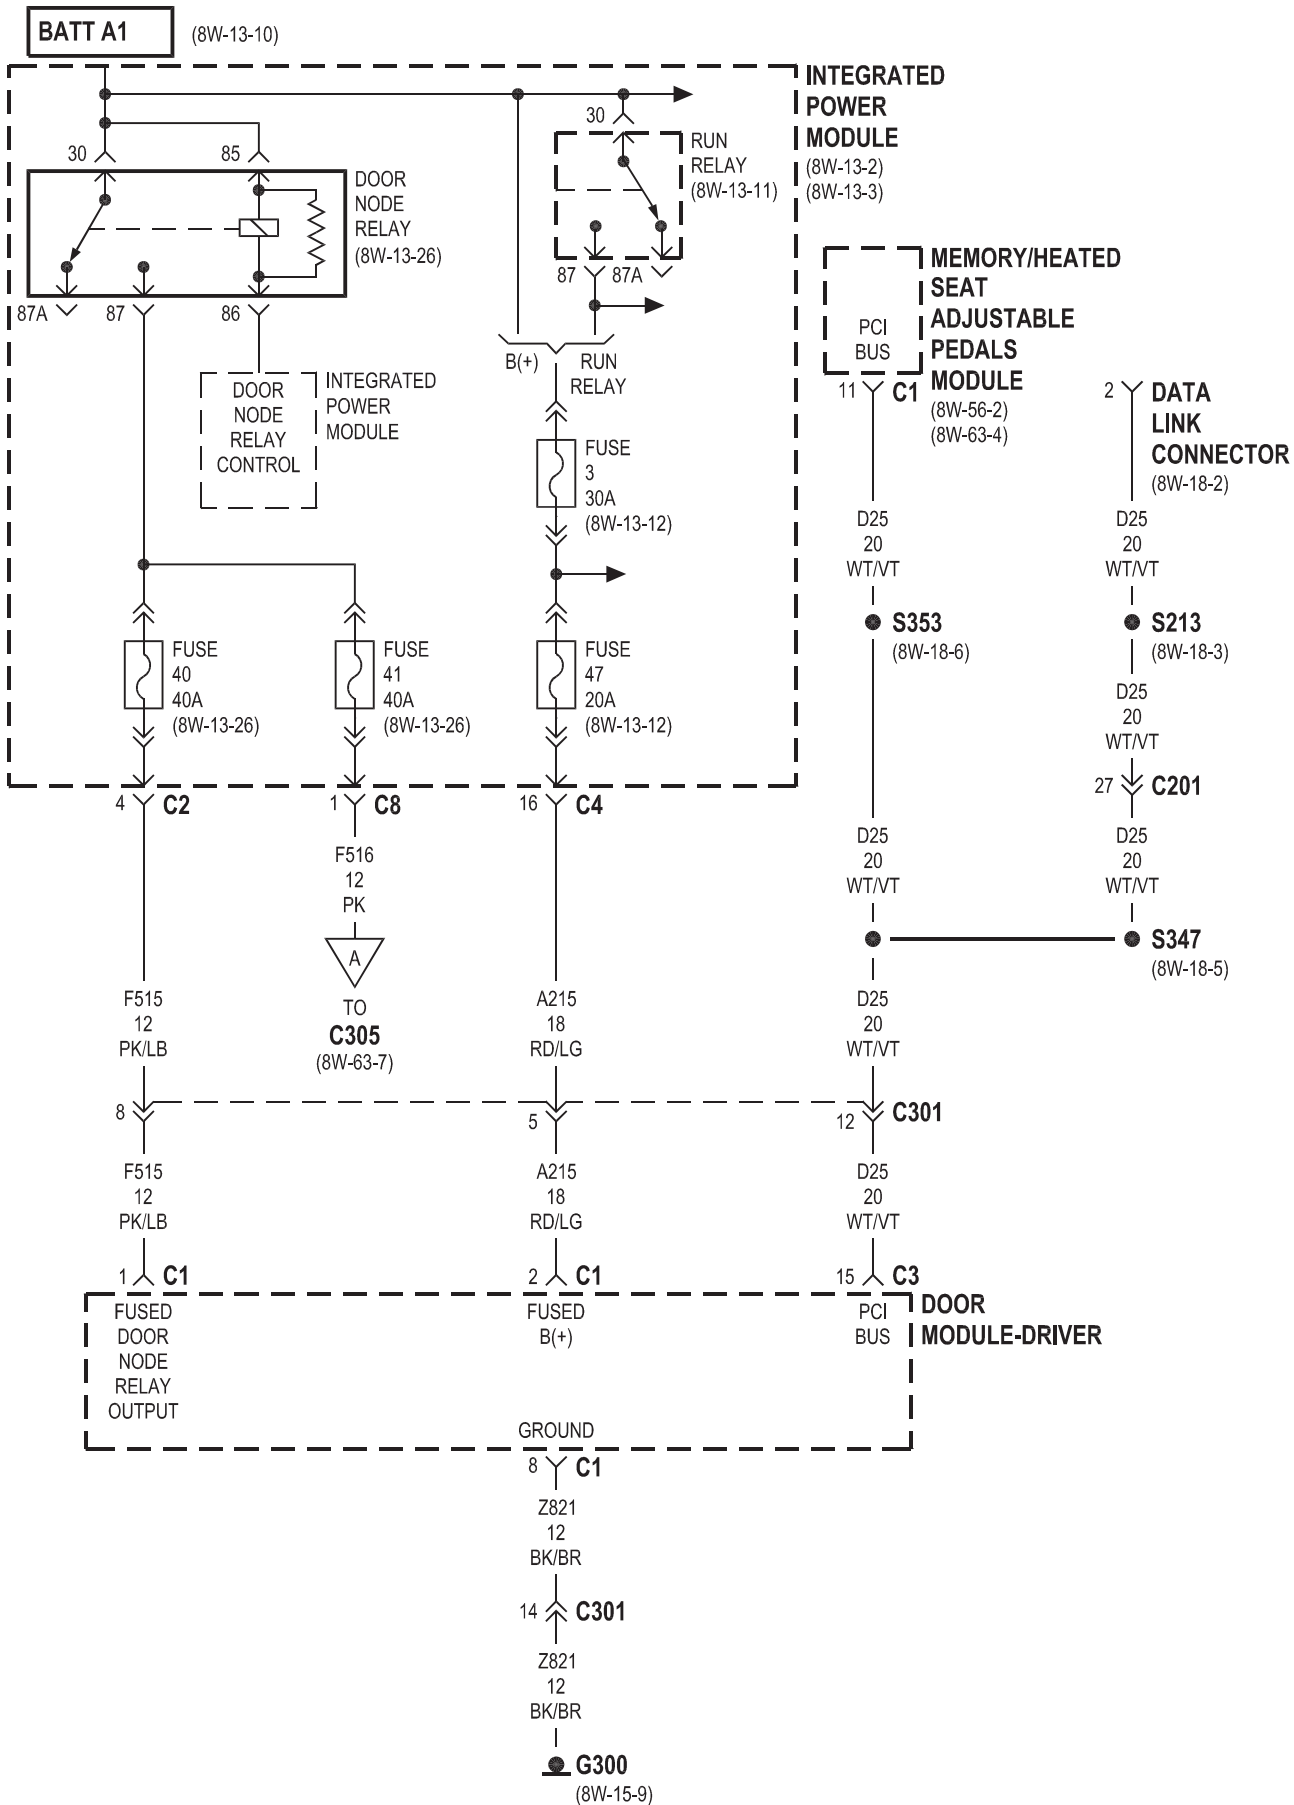 BATT A1 (8W-13-10)
INTEGRATED
POWER
MODULE
(8W-13-2)
(8W-13-3)
30
85
DOOR
NODE
RELAY
(8W-13-26)
87A
87
86
30
RUN
RELAY
(8W-13-11)
87
87A
B(+)
RUN
RELAY
DOOR
NODE
RELAY
CONTROL
INTEGRATED
POWER
MODULE
FUSE
3
30A
(8W-13-12)
FUSE
40
40A
(8W-13-26)
FUSE
41
40A
(8W-13-26)
FUSE
47
20A
(8W-13-12)
MEMORY/HEATED
SEAT
ADJUSTABLE
PEDALS
MODULE
(8W-56-2)
(8W-63-4)
PCI
BUS
11 C1
2
DATA
LINK
CONNECTOR
(8W-18-2)
D25
20
WT/VT
D25
20
WT/VT
S353
(8W-18-6)
S213
(8W-18-3)
D25
20
WT/VT
27 C201
4 C2
1 C8
16 C4
F516
12
PK
A
TO
C305
(8W-63-7)
D25
20
WT/VT
D25
20
WT/VT
S347
(8W-18-5)
F515
12
PK/LB
A215
18
RD/LG
D25
20
WT/VT
8
5
12 C301
F515
12
PK/LB
A215
18
RD/LG
D25
20
WT/VT
1 C1
2 C1
15 C3
FUSED
DOOR
NODE
RELAY
OUTPUT
FUSED
B(+)
PCI
BUS
DOOR
MODULE-DRIVER
GROUND
8 C1
Z821
12
BK/BR
14 C301
Z821
12
BK/BR
G300
(8W-15-9)